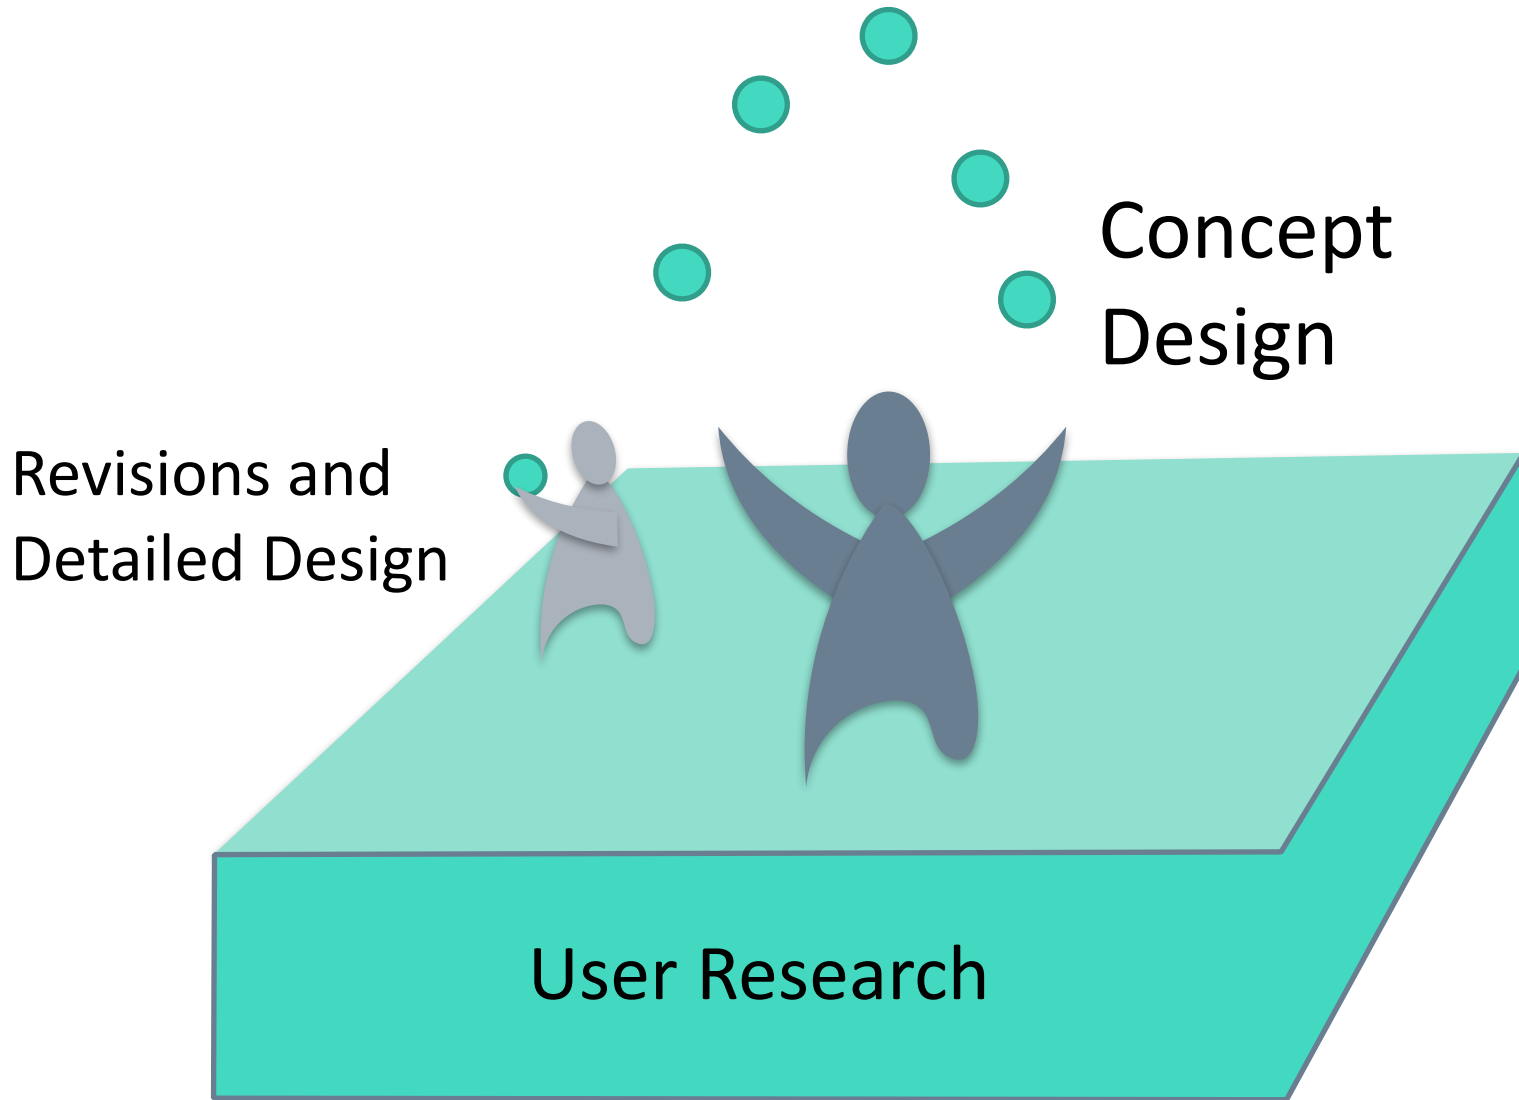 Concept
Design
Revisions and
Detailed Design
User Research